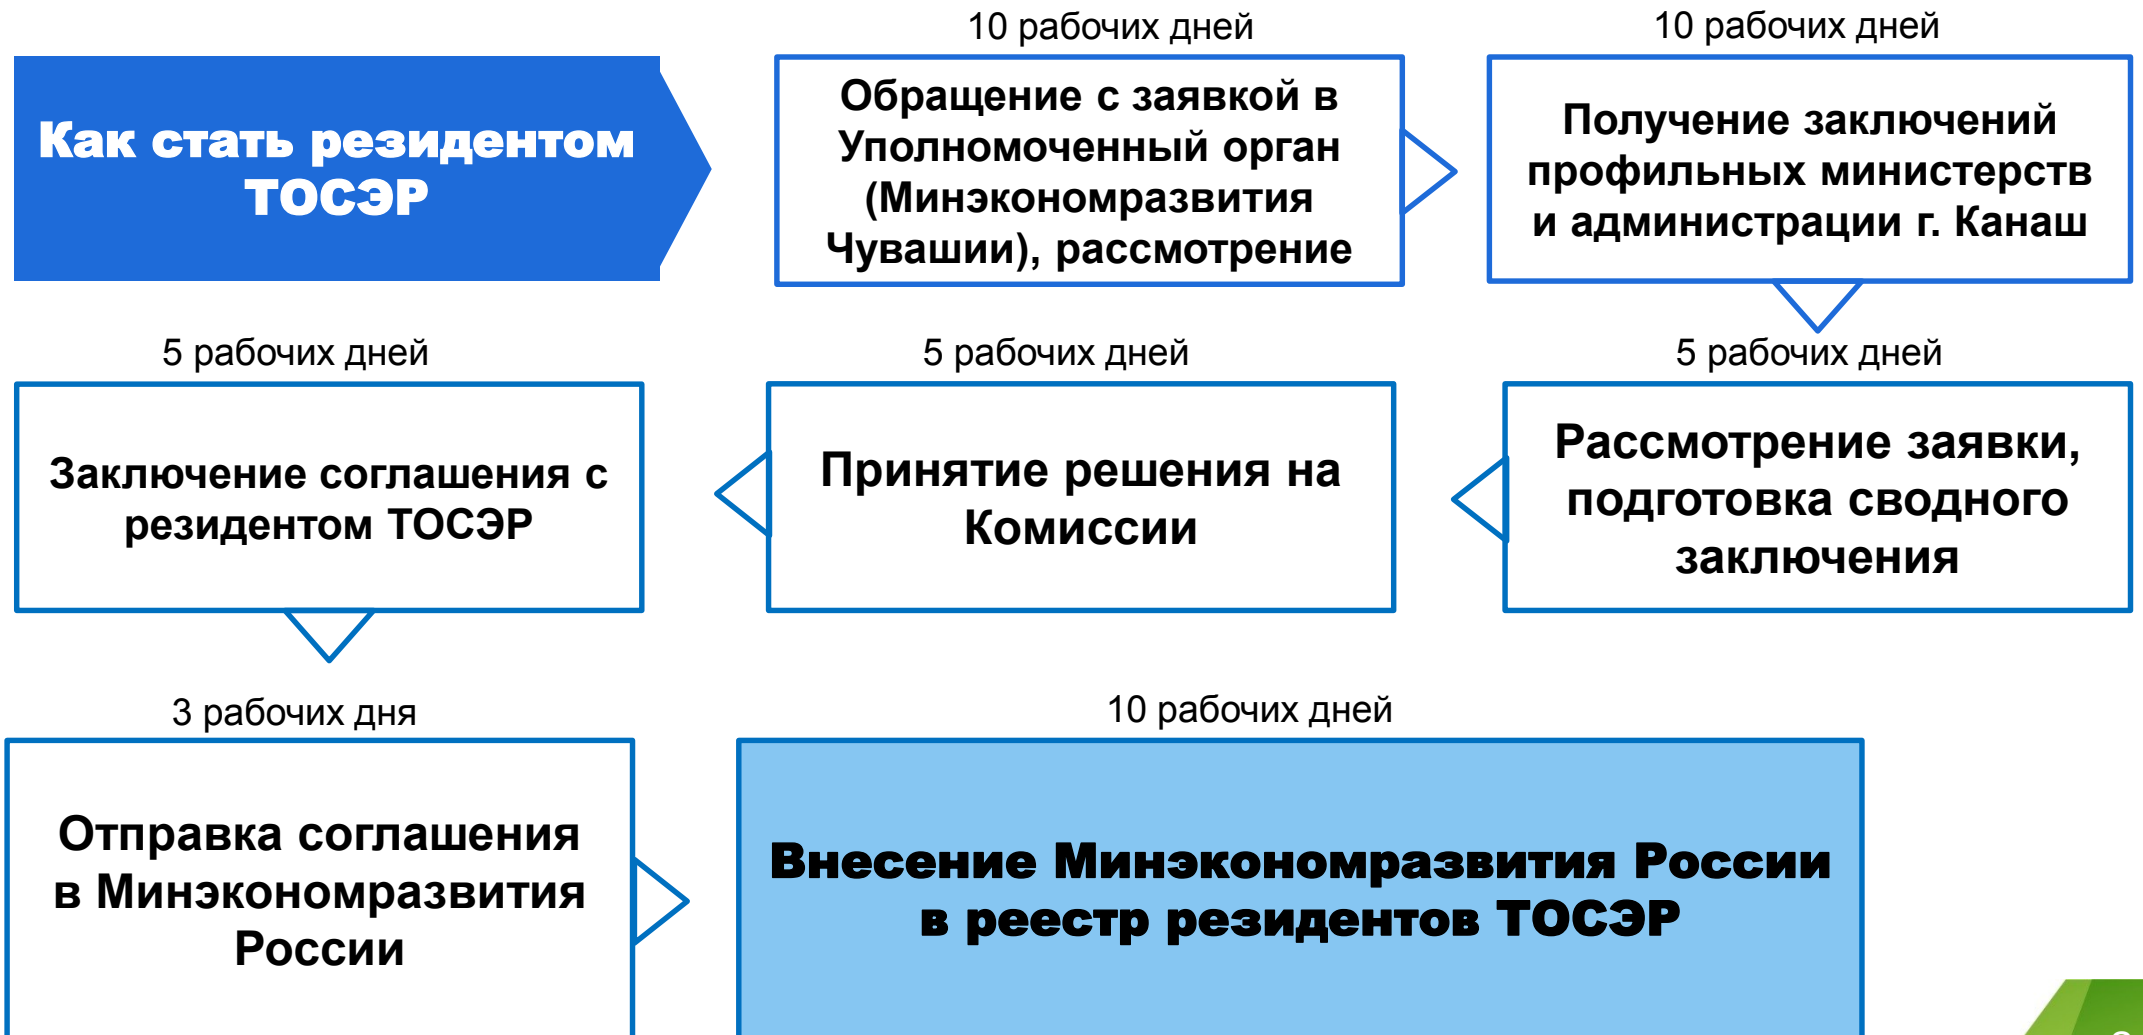 Как стать резидентом
ТОСЭР
10 рабочих дней
Обращение с заявкой в
Уполномоченный орган
(Минэкономразвития
Чувашии), рассмотрение
10 рабочих дней
Получение заключений
профильных министерств
и администрации г. Канаш
5 рабочих дней
Рассмотрение заявки,
подготовка сводного
заключения
5 рабочих дней
Принятие решения на
Комиссии
5 рабочих дней
Заключение соглашения с
резидентом ТОСЭР
3 рабочих дня
Отправка соглашения
в Минэкономразвития
России
10 рабочих дней
Внесение Минэкономразвития России
в реестр резидентов ТОСЭР